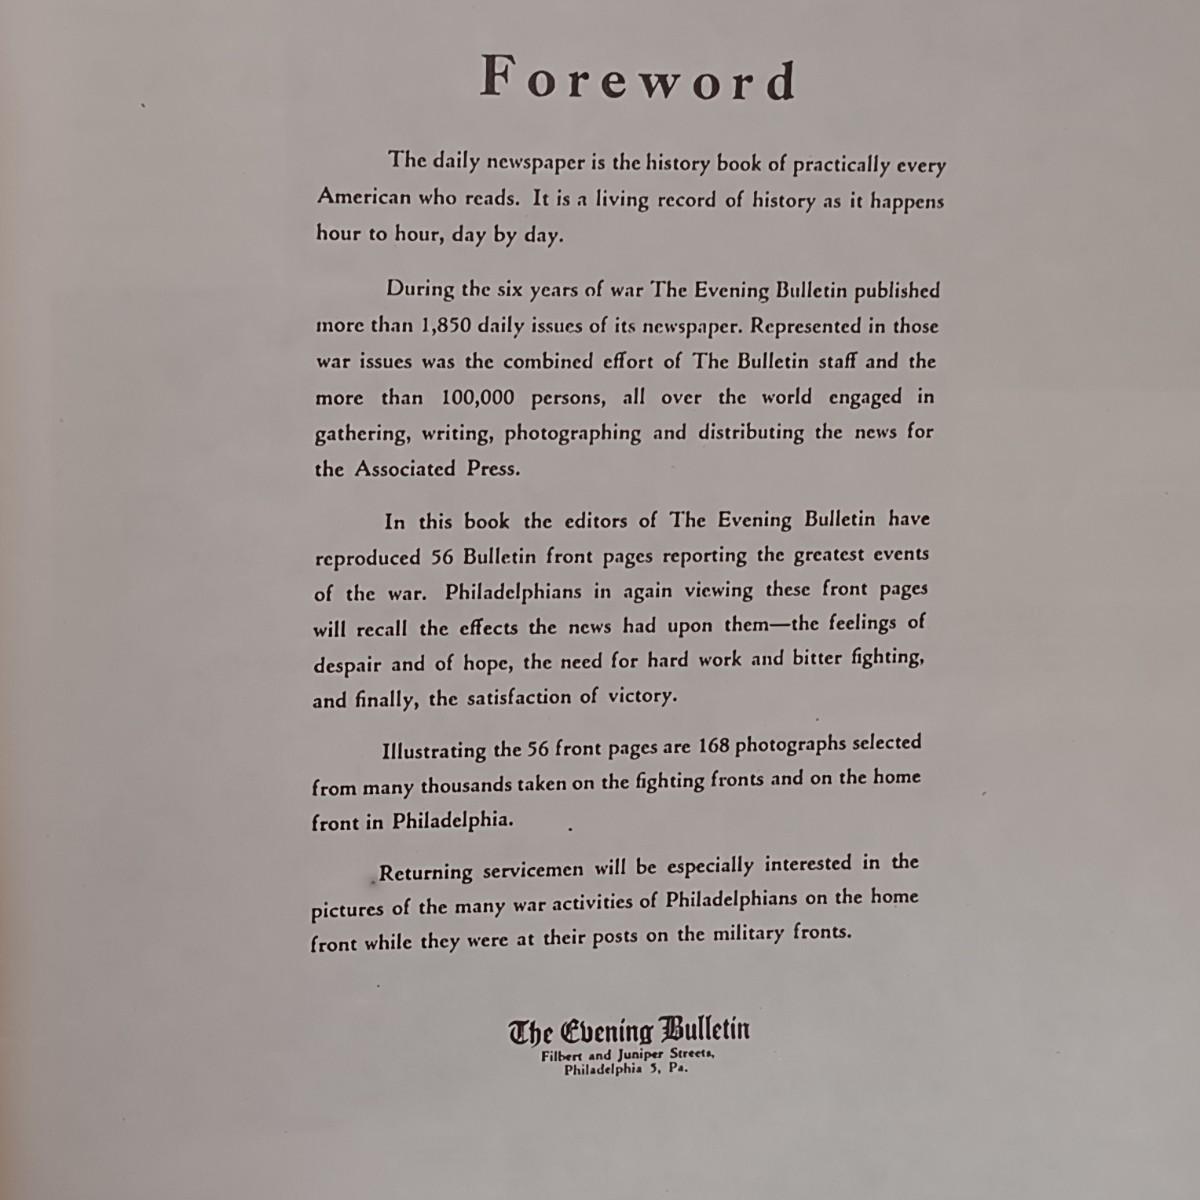 Foreword
The daily newspaper is the history book of practically every
American who reads. It is a living record of history as it happens
hour to hour, day by day.
During the six years of war The Evening Bulletin published
more than 1,850 daily issues of its newspaper. Represented in those
war issues was the combined effort of The Bulletin staff and the
more than 100,000 persons, all over the world engaged in
gathering, writing, photographing and distributing the news for
the Associated Press.
In this book the editors of The Evening Bulletin have
reproduced 56 Bulletin front pages reporting the greatest events
of the war. Philadelphians in again viewing these front pages
will recall the effects the news had upon them—the feelings of
despair and of hope, the need for hard work and bitter fighting,
and finally, the satisfaction of victory.
Illustrating the 56 front pages are 168 photographs selected
from many thousands taken on the fighting fronts and on the home
front in Philadelphia.
Returning servicemen will be especially interested in the
pictures of the many war activities of Philadelphians on the home
front while they were at their posts on the military fronts.
The Evening Bulletin
Filbert and Juniper Streets,
Philadelphia 5, Pa.